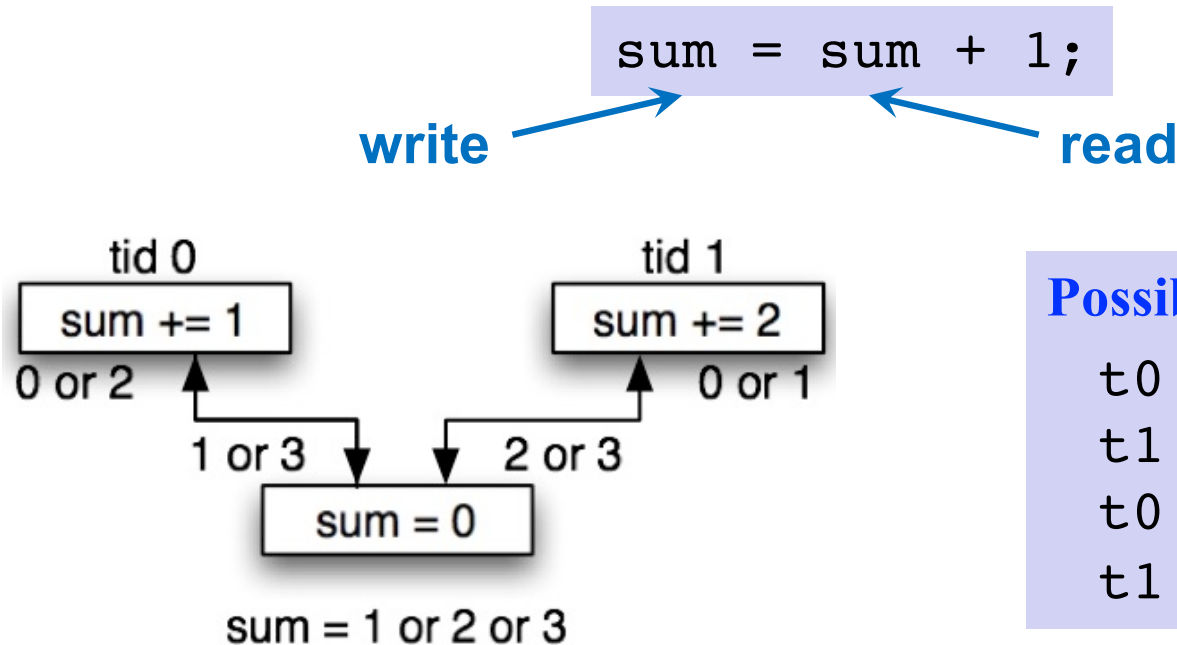 sum = sum + 1;
write read
tid 0 tid 1
sum += 1 sum += 2
0 or 2 0 or 1
1 or 3 2 or 3
sum = 0
sum = 1 or 2 or 3
t0
t1
t0
t1